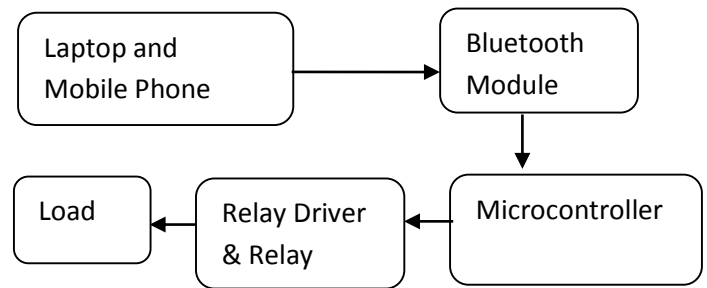 Laptop and
Mobile Phone
Bluetooth
Module
Load
Relay Driver
& Relay
Microcontroller